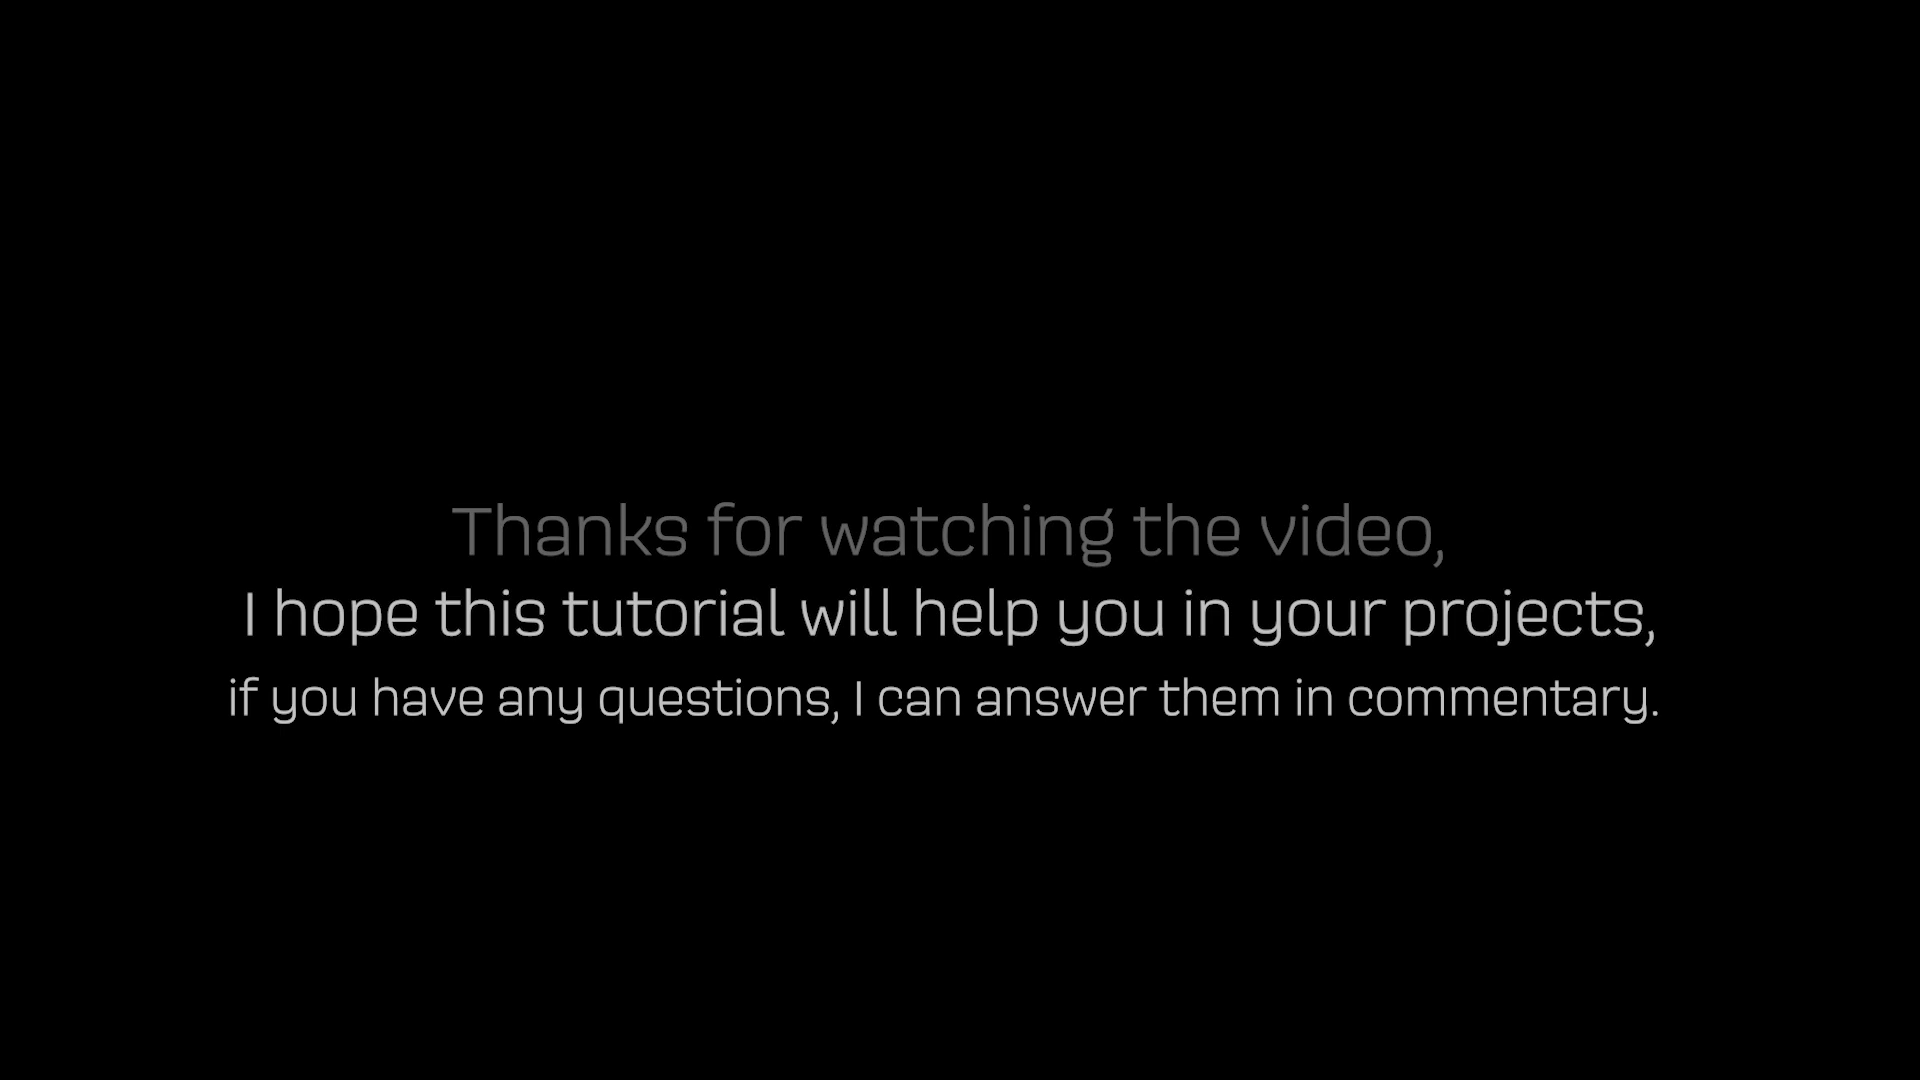 Thanks for watching the video,
I hope this tutorial will help you in your projects,
if you have any questions, I can answer them in commentary.